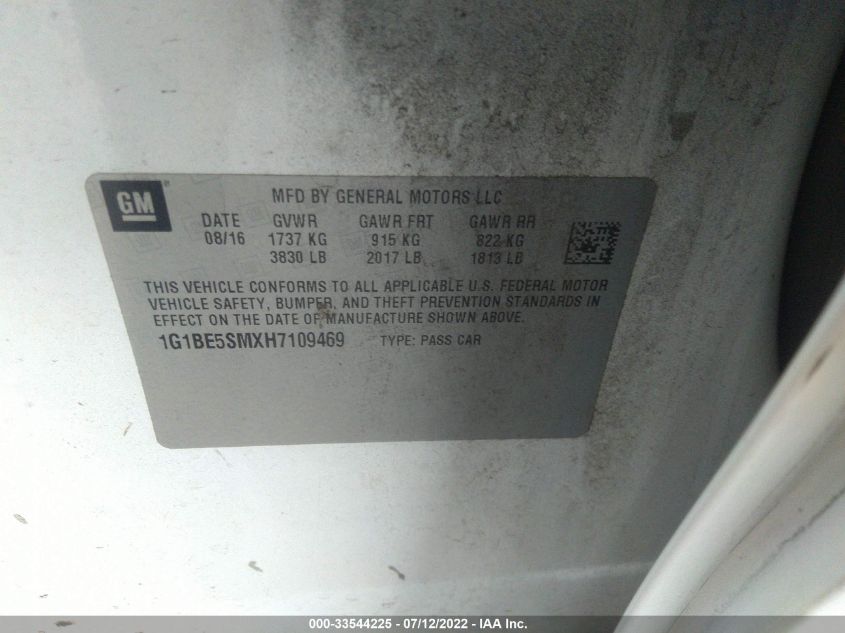 GM
MFD BY GENERAL MOTORS LLC
DATE GVWR GAWR FRT GAWR RR
08/16 1737 KG 915 KG 822 KG
3830 LB 2017 LB 1813 LB
THIS VEHICLE CONFORMS TO ALL APPLICABLE U.S. FEDERAL MOTOR
VEHICLE SAFETY, BUMPER, AND THEFT PREVENTION STANDARDS IN
EFFECT ON THE DATE OF MANUFACTURE SHOWN ABOVE.
1G1BE5SMXH7109469 TYPE: PASS CAR
000-33544225 - 07/12/2022 - IAA Inc.